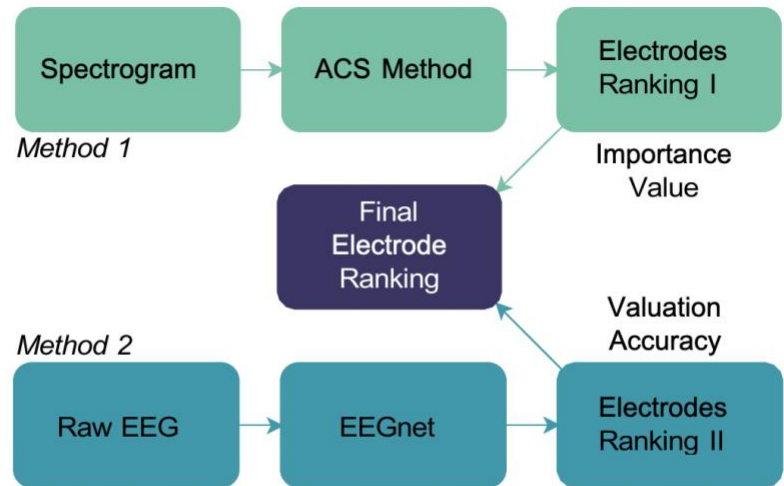 Spectrogram
ACS Method
Electrodes
Ranking I
Method 1
Importance
Value
Final
Electrode
Ranking
Valuation
Accuracy
Method 2
Raw EEG
EEGnet
Electrodes
Ranking II